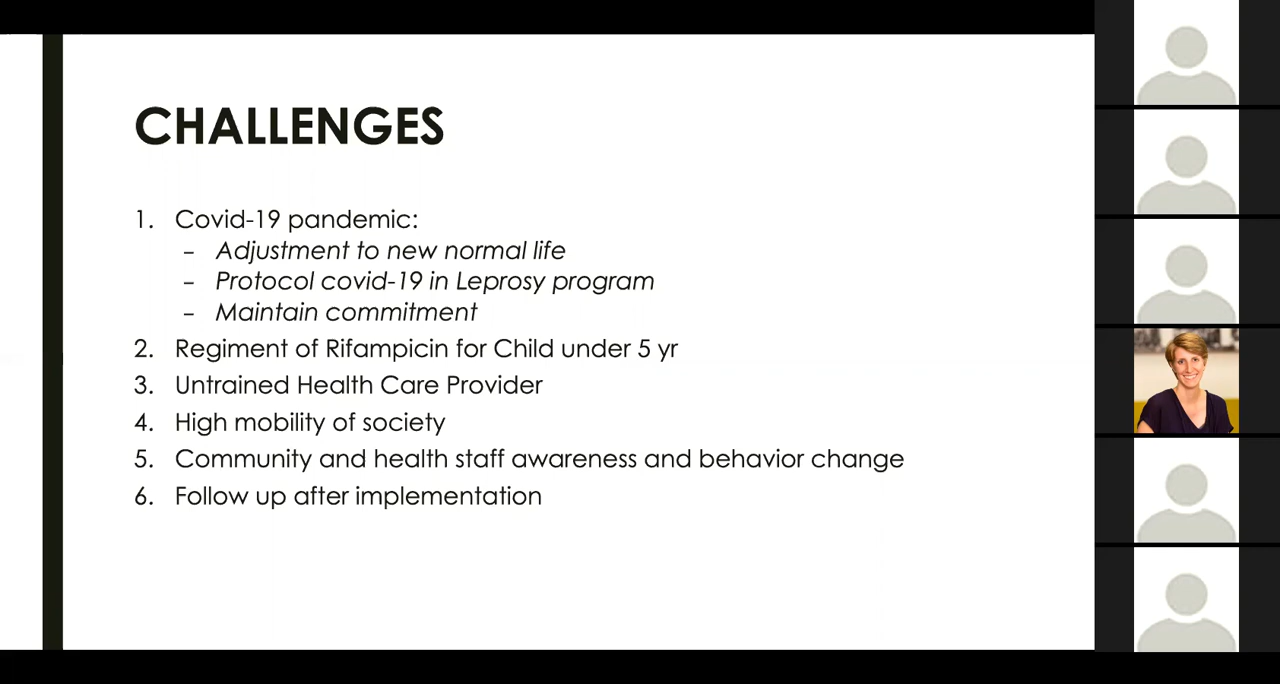 CHALLENGES
1. Covid-19 pandemic:
– Adjustment to new normal life
– Protocol covid-19 in Leprosy program
– Maintain commitment
2. Regiment of Rifampicin for Child under 5 yr
3. Untrained Health Care Provider
4. High mobility of society
5. Community and health staff awareness and behavior change
6. Follow up after implementation